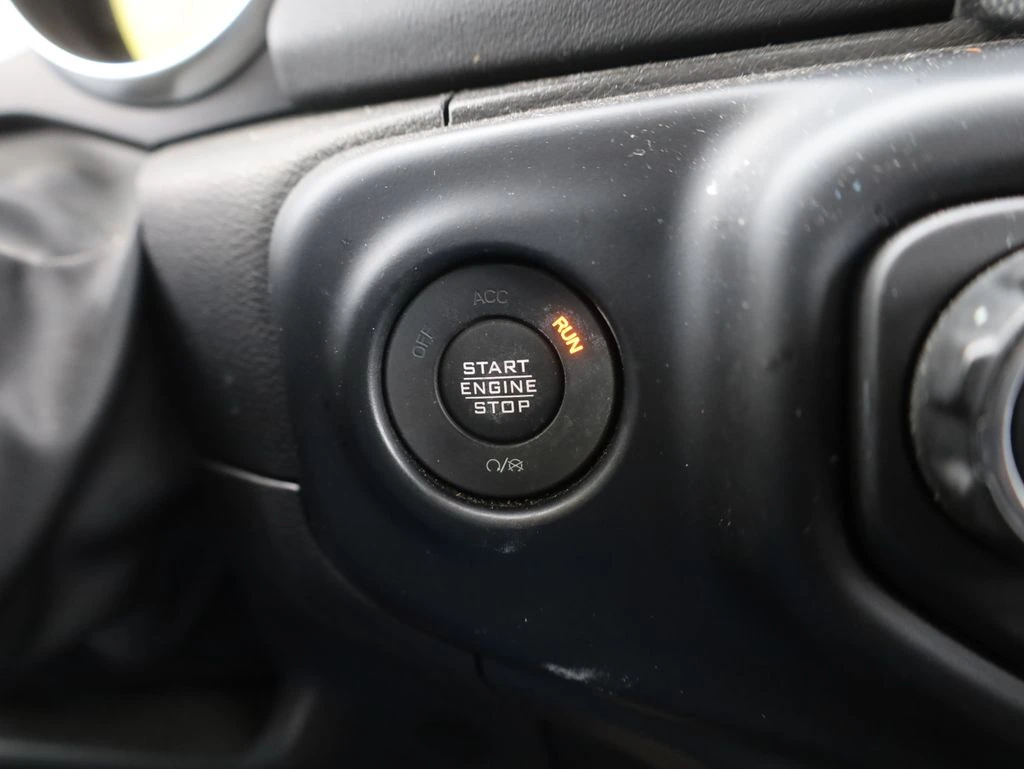 ACC
OFF
RUN
START
ENGINE
STOP